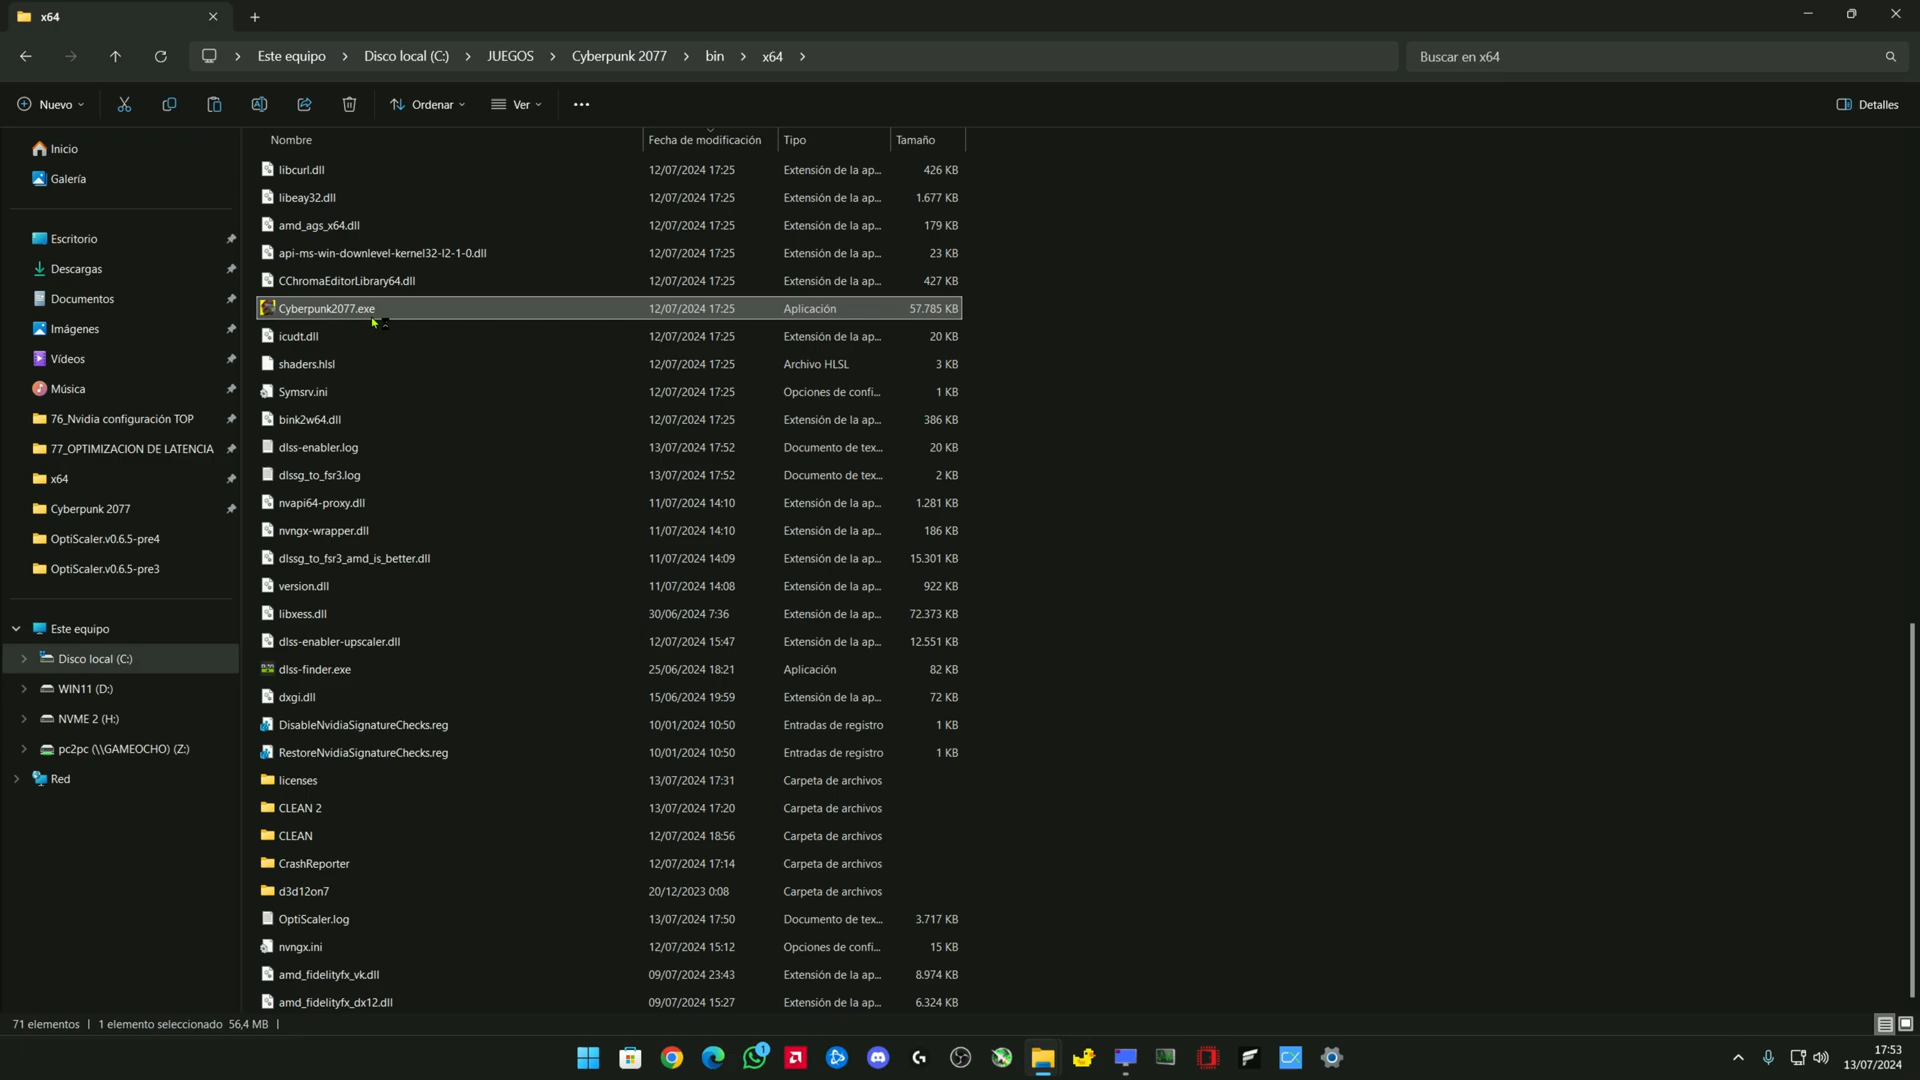 x64
Este equipo
Disco local (C:)
JUEGOS
Cyberpunk 2077
bin
x64
Buscar en x64
Nuevo
Ordenar
Ver
Detalles
Inicio
Galería
Escritorio
Descargas
Documentos
Imágenes
Vídeos
Música
76_Nvidia configuración TOP
77_OPTIMIZACION DE LATENCIA
x64
Cyberpunk 2077
OptiScaler.v0.6.5-pre4
OptiScaler.v0.6.5-pre3
Este equipo
Disco local (C:)
WIN11 (D:)
NVME 2 (H:)
pc2pc (\\GAMEOCHO) (Z:)
Red
Nombre Fecha de modificación Tipo Tamaño
libcurl.dll 12/07/2024 17:25 Extensión de la ap... 426 KB
libeay32.dll 12/07/2024 17:25 Extensión de la ap... 1.677 KB
amd_ags_x64.dll 12/07/2024 17:25 Extensión de la ap... 179 KB
api-ms-win-downlevel-kernel32-l2-1-0.dll 12/07/2024 17:25 Extensión de la ap... 23 KB
CChromaEditorLibrary64.dll 12/07/2024 17:25 Extensión de la ap... 427 KB
Cyberpunk2077.exe 12/07/2024 17:25 Aplicación 57.785 KB
icudt.dll 12/07/2024 17:25 Extensión de la ap... 20 KB
shaders.hlsl 12/07/2024 17:25 Archivo HLSL 3 KB
Symsrv.ini 12/07/2024 17:25 Opciones de confi... 1 KB
bink2w64.dll 12/07/2024 17:25 Extensión de la ap... 386 KB
dlss-enabler.log 13/07/2024 17:52 Documento de tex... 20 KB
dlssg_to_fsr3.log 13/07/2024 17:52 Documento de tex... 2 KB
nvapi64-proxy.dll 11/07/2024 14:10 Extensión de la ap... 1.281 KB
nvngx-wrapper.dll 11/07/2024 14:10 Extensión de la ap... 186 KB
dlssg_to_fsr3_amd_is_better.dll 11/07/2024 14:09 Extensión de la ap... 15.301 KB
version.dll 11/07/2024 14:08 Extensión de la ap... 922 KB
libxess.dll 30/06/2024 7:36 Extensión de la ap... 72.373 KB
dlss-enabler-upscaler.dll 12/07/2024 15:47 Extensión de la ap... 12.551 KB
dlss-finder.exe 25/06/2024 18:21 Aplicación 82 KB
dxgi.dll 15/06/2024 19:59 Extensión de la ap... 72 KB
DisableNvidiaSignatureChecks.reg 10/01/2024 10:50 Entradas de registro 1 KB
RestoreNvidiaSignatureChecks.reg 10/01/2024 10:50 Entradas de registro 1 KB
licenses 13/07/2024 17:31 Carpeta de archivos
CLEAN 2 13/07/2024 17:20 Carpeta de archivos
CLEAN 12/07/2024 18:56 Carpeta de archivos
CrashReporter 12/07/2024 17:14 Carpeta de archivos
d3d12on7 20/12/2023 0:08 Carpeta de archivos
OptiScaler.log 13/07/2024 17:50 Documento de tex... 3.717 KB
nvngx.ini 12/07/2024 15:12 Opciones de confi... 15 KB
amd_fidelityfx_vk.dll 09/07/2024 23:43 Extensión de la ap... 8.974 KB
amd_fidelityfx_dx12.dll 09/07/2024 15:27 Extensión de la ap... 6.324 KB
71 elementos 1 elemento seleccionado 56,4 MB
1
CX
17:53
13/07/2024